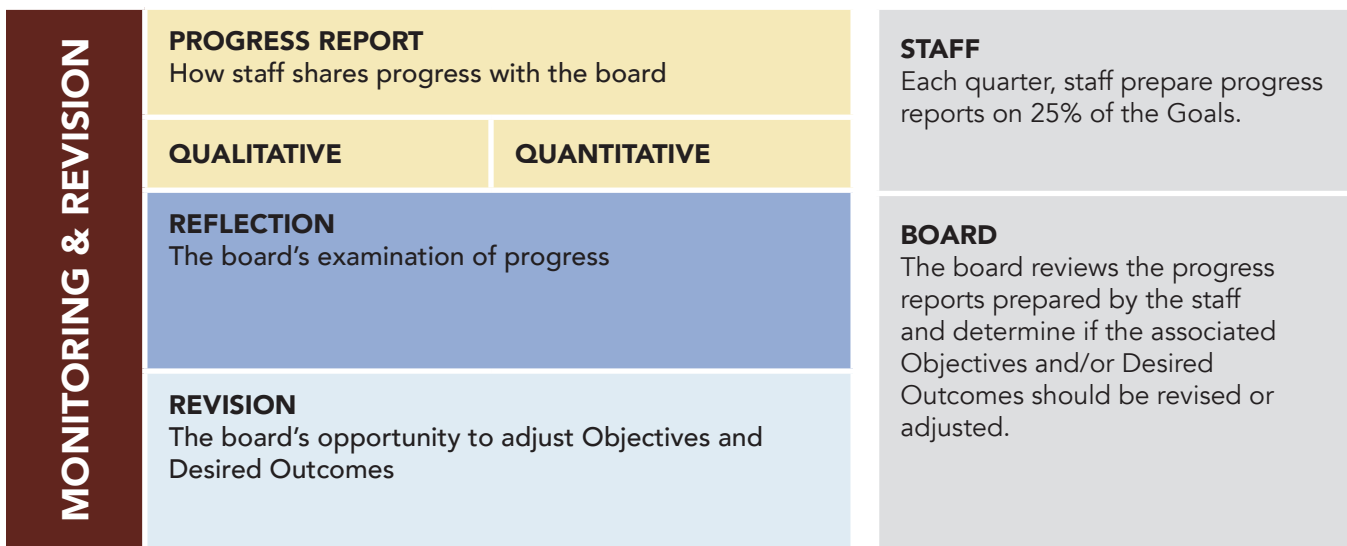 MONITORING & REVISION
PROGRESS REPORT
How staff shares progress with the board
QUALITATIVE
QUANTITATIVE
REFLECTION
The board’s examination of progress
REVISION
The board’s opportunity to adjust Objectives and
Desired Outcomes
STAFF
Each quarter, staff prepare progress
reports on 25% of the Goals.
BOARD
The board reviews the progress
reports prepared by the staff
and determine if the associated
Objectives and/or Desired
Outcomes should be revised or
adjusted.